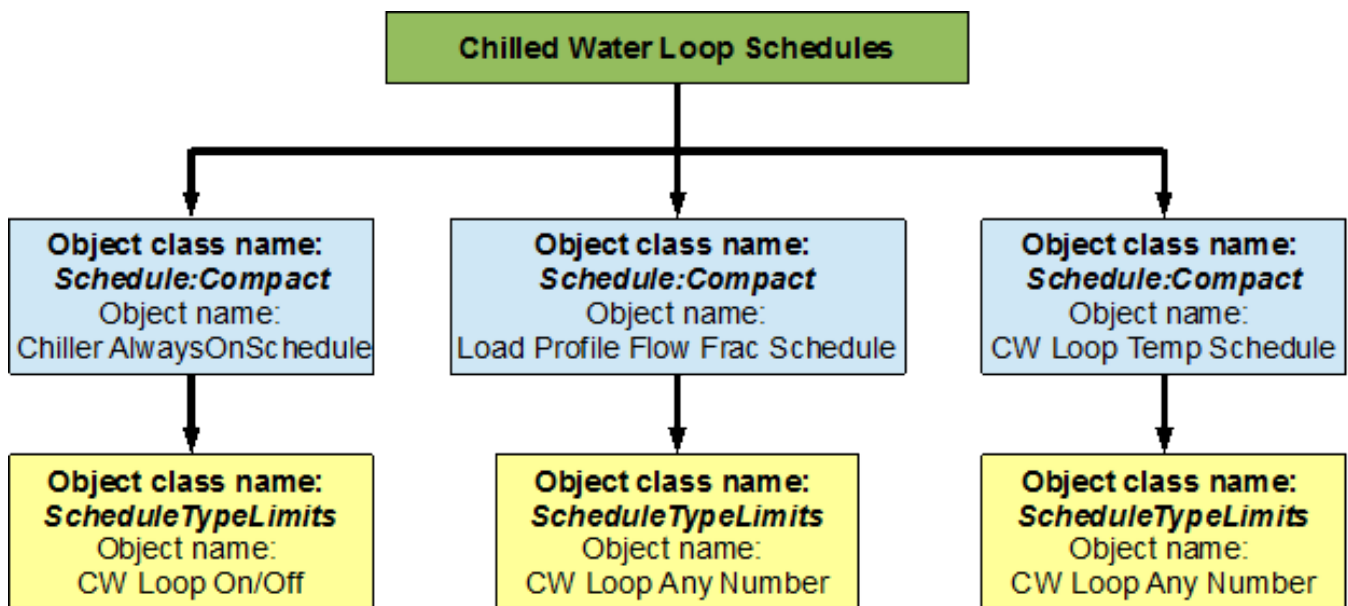 Chilled Water Loop Schedules
Object class name:
Schedule:Compact
Object name:
Chiller AlwaysOnSchedule
Object class name:
Schedule:Compact
Object name:
Load Profile Flow Frac Schedule
Object class name:
Schedule:Compact
Object name:
CW Loop Temp Schedule
Object class name:
ScheduleTypeLimits
Object name:
CW Loop On/Off
Object class name:
ScheduleTypeLimits
Object name:
CW Loop Any Number
Object class name:
ScheduleTypeLimits
Object name:
CW Loop Any Number